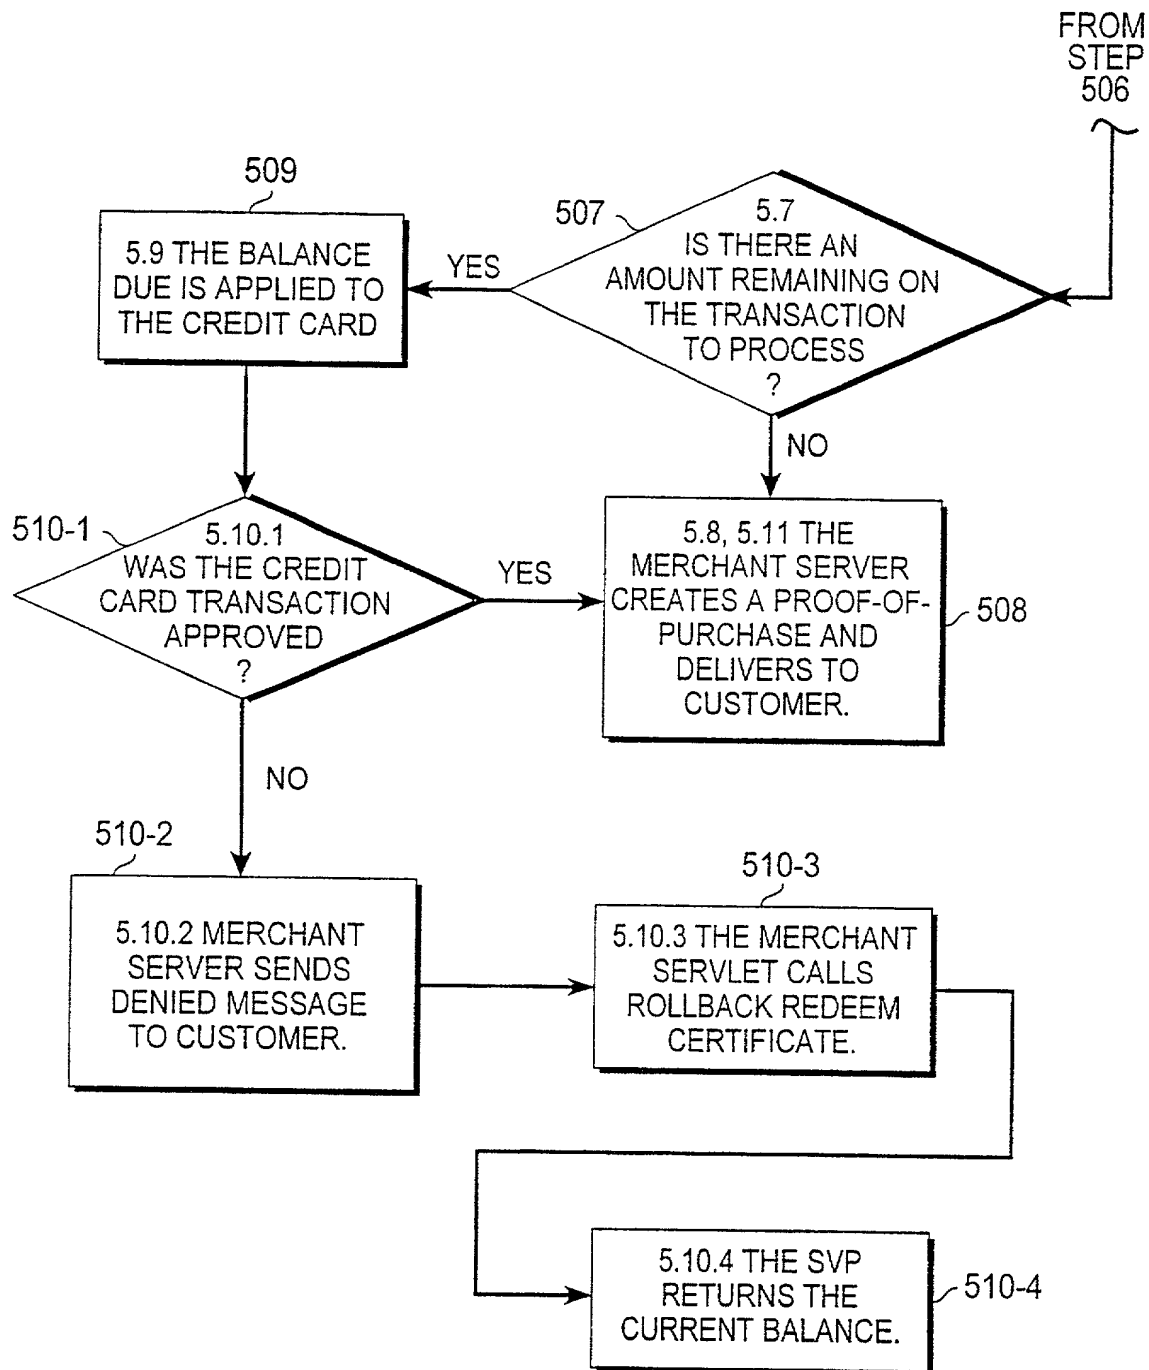 FROM
STEP
506
507
5.7
IS THERE AN
AMOUNT REMAINING ON
THE TRANSACTION
TO PROCESS
?
YES
NO
509
5.9 THE BALANCE
DUE IS APPLIED TO
THE CREDIT CARD
510-1
5.10.1
WAS THE CREDIT
CARD TRANSACTION
APPROVED
?
YES
NO
5.8, 5.11 THE
MERCHANT SERVER
CREATES A PROOF-OF-
PURCHASE AND
DELIVERS TO
CUSTOMER.
508
510-2
5.10.2 MERCHANT
SERVER SENDS
DENIED MESSAGE
TO CUSTOMER.
510-3
5.10.3 THE MERCHANT
SERVLET CALLS
ROLLBACK REDEEM
CERTIFICATE.
5.10.4 THE SVP
RETURNS THE
CURRENT BALANCE.
510-4